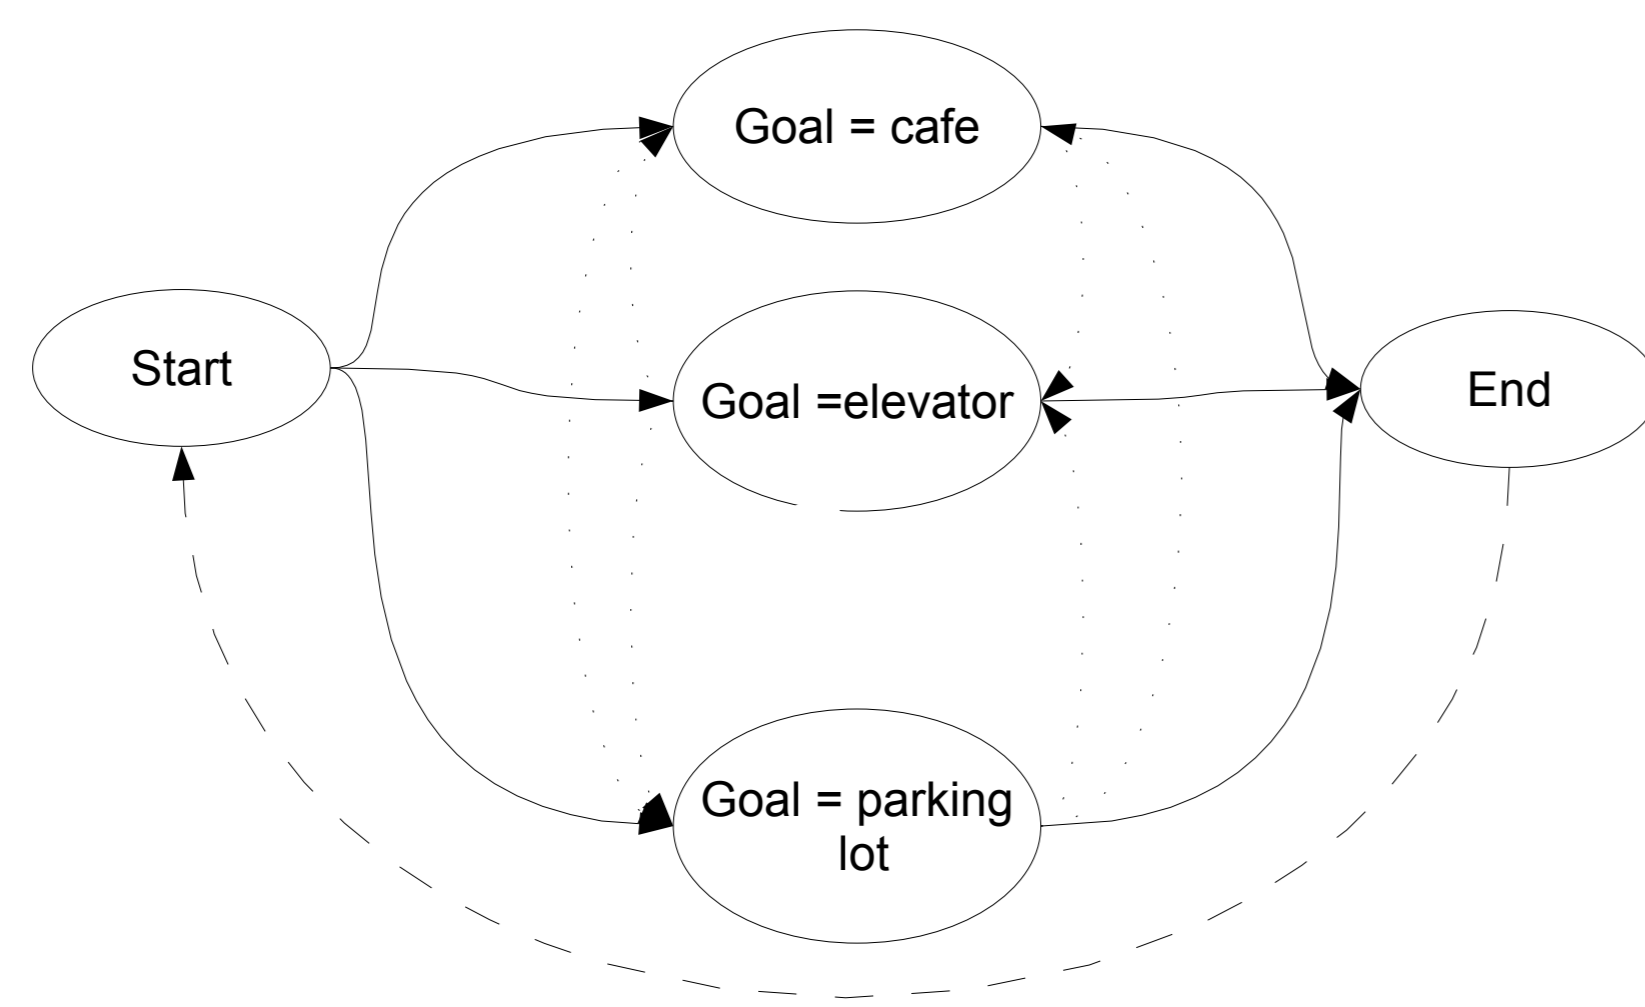 Goal = cafe
Start
Goal =elevator
End
Goal = parking
lot